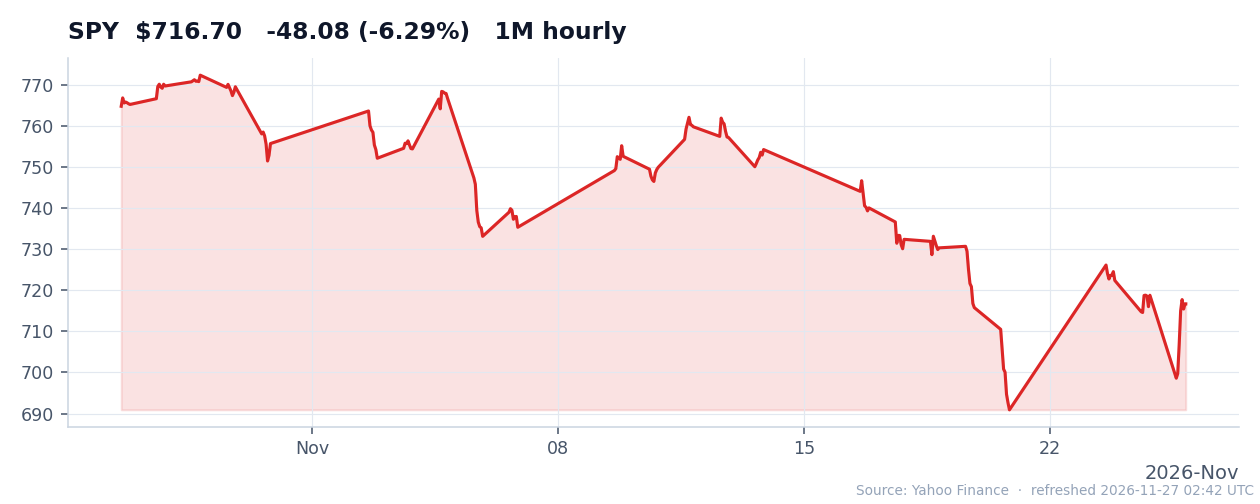 SPY $716.70 -48.08 (-6.29%) 1M hourly
770
760
750
740
730
720
710
700
690
Nov 08 15 22
2026-Nov
Source: Yahoo Finance · refreshed 2026-11-27 02:42 UTC